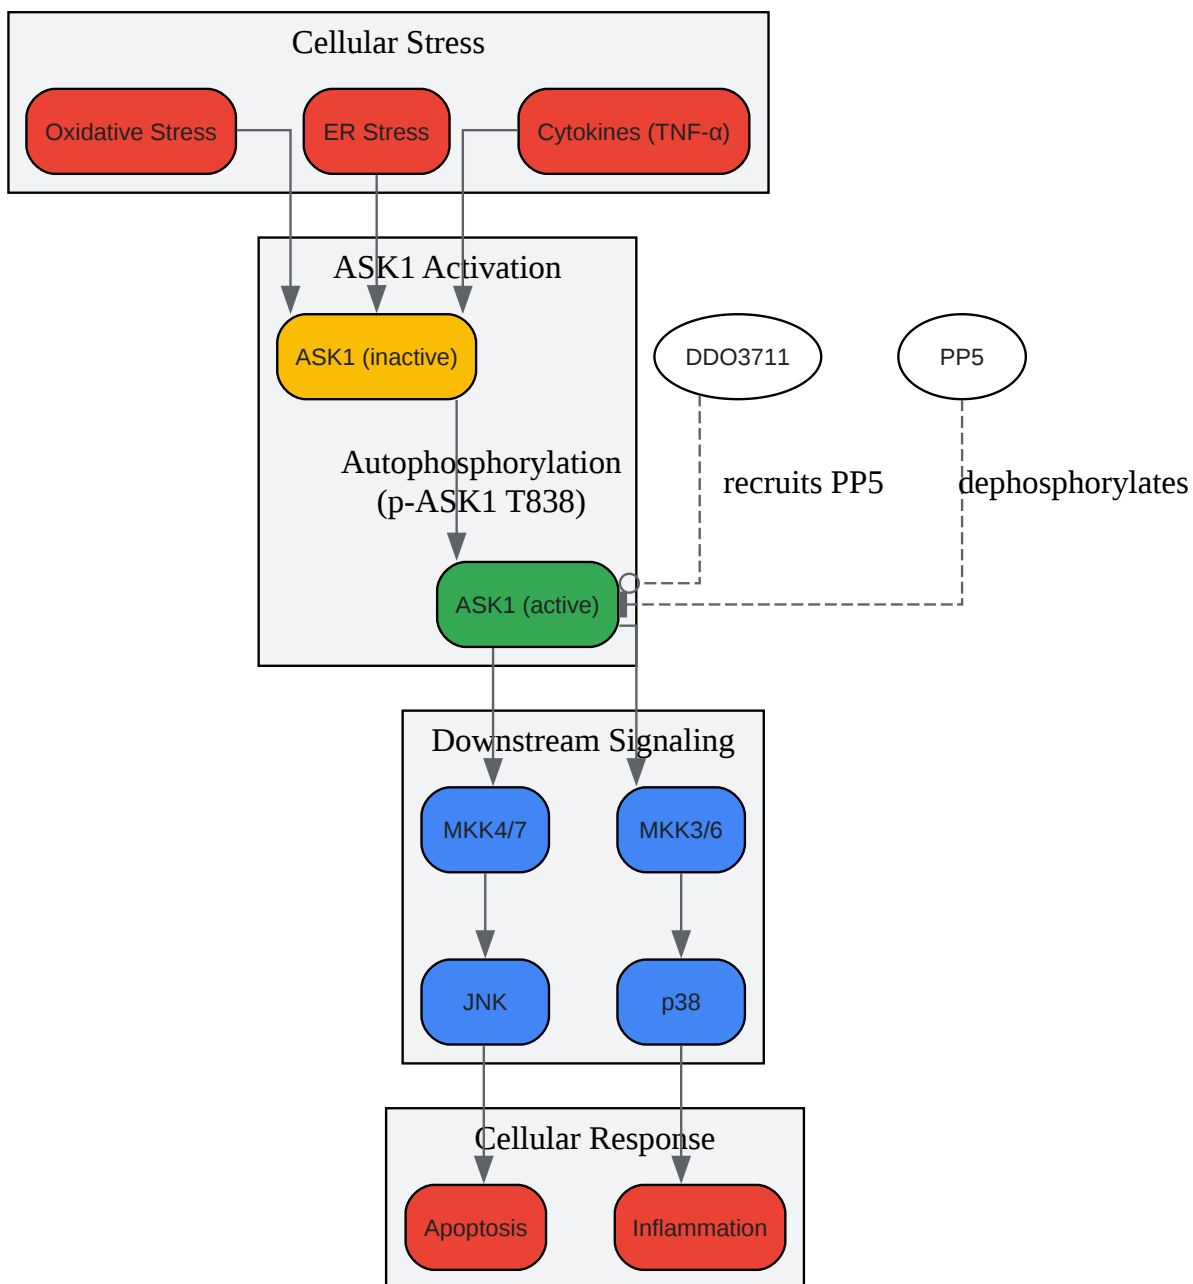 Cellular Stress
Oxidative Stress
ER Stress
Cytokines (TNF-α)
ASK1 Activation
ASK1 (inactive)
DDO3711
PP5
Autophosphorylation
(p-ASK1 T838)
recruits PP5
dephosphorylates
ASK1 (active)
Downstream Signaling
MKK4/7
MKK3/6
JNK
p38
Cellular Response
Apoptosis
Inflammation